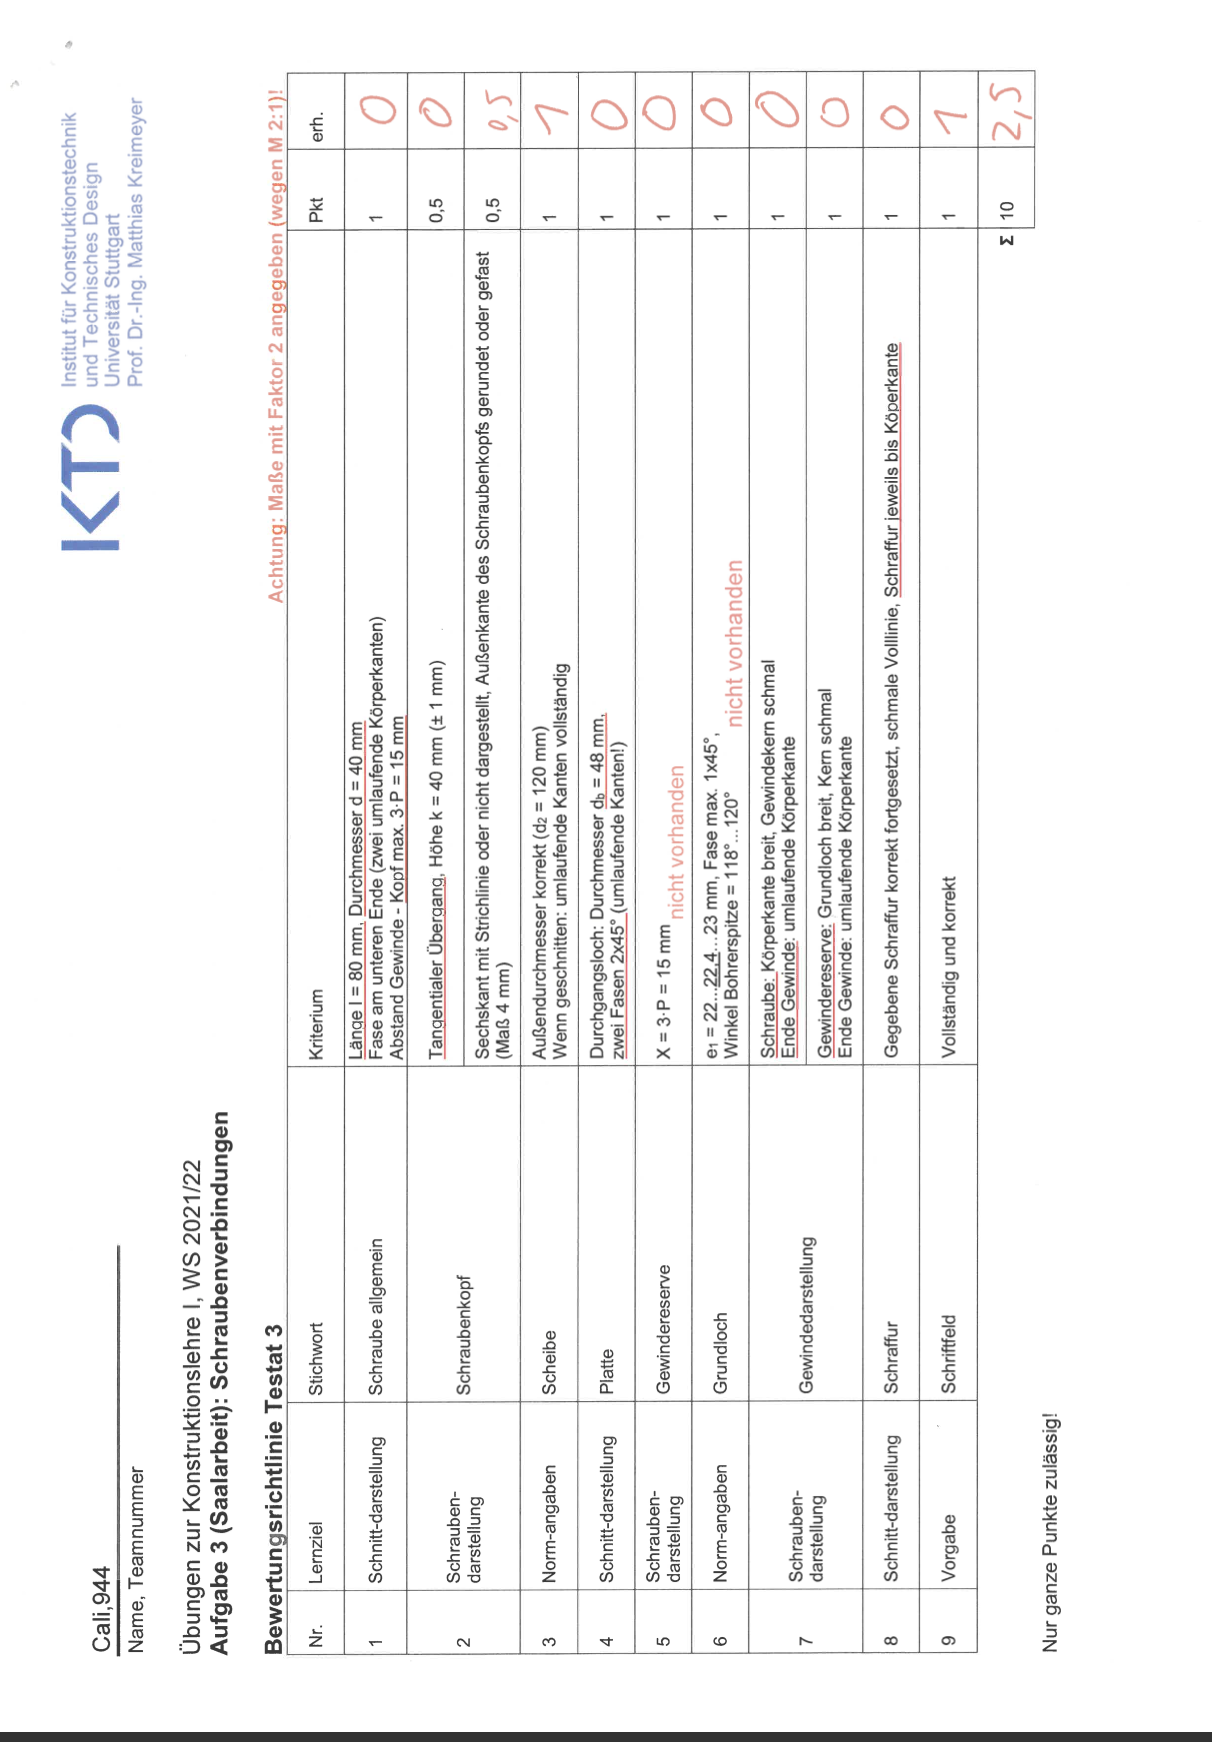 Cali,944
Name, Teamnummer
KTD
Institut für Konstruktionstechnik
und Technisches Design
Universität Stuttgart
Prof. Dr.-Ing. Matthias Kreimeyer
Übungen zur Konstruktionslehre I, WS 2021/22
Aufgabe 3 (Saalarbeit): Schraubenverbindungen
Achtung: Maße mit Faktor 2 angegeben (wegen M 2:1)!
Bewertungsrichtlinie Testat 3
Nr. Lernziel Stichwort Kriterium Pkt erh.
1 Schnitt-darstellung Schraube allgemein Länge l = 80 mm, Durchmesser d = 40 mm 1 0
Fase am unteren Ende (zwei umlaufende Körperkanten)
Abstand Gewinde - Kopf max. 3·P = 15 mm
2 Schrauben-
darstellung Schraubenkopf Tangentialer Übergang, Höhe k = 40 mm (± 1 mm) 0,5 0
Sechskant mit Strichlinie oder nicht dargestellt, Außenkante des Schraubenkopfs gerundet oder gefast 0,5 0,5
(Maß 4 mm)
3 Norm-angaben Scheibe Außendurchmesser korrekt (d2 = 120 mm) 1 1
Wenn geschnitten: umlaufende Kanten vollständig
4 Schnitt-darstellung Platte Durchgangsloch: Durchmesser db = 48 mm, 1 0
zwei Fasen 2x45° (umlaufende Kanten!)
5 Schrauben-
darstellung Gewindereserve X = 3·P = 15 mm nicht vorhanden 1 0
6 Norm-angaben Grundloch e1 = 22...22,4...23 mm, Fase max. 1x45°, 1 0
Winkel Bohrerspitze = 118°...120° nicht vorhanden
7 Schrauben-
darstellung Gewindedarstellung Schraube: Körperkante breit, Gewindekern schmal 1 0
Ende Gewinde: umlaufende Körperkante
Gewindereserve: Grundloch breit, Kern schmal 1 0
Ende Gewinde: umlaufende Körperkante
8 Schnitt-darstellung Schraffur Gegebene Schraffur korrekt fortgesetzt, schmale Volllinie, Schraffur jeweils bis Köperkante 1 0
9 Vorgabe Schriftfeld Vollständig und korrekt 1 1
Σ 10 2,5
Nur ganze Punkte zulässig!